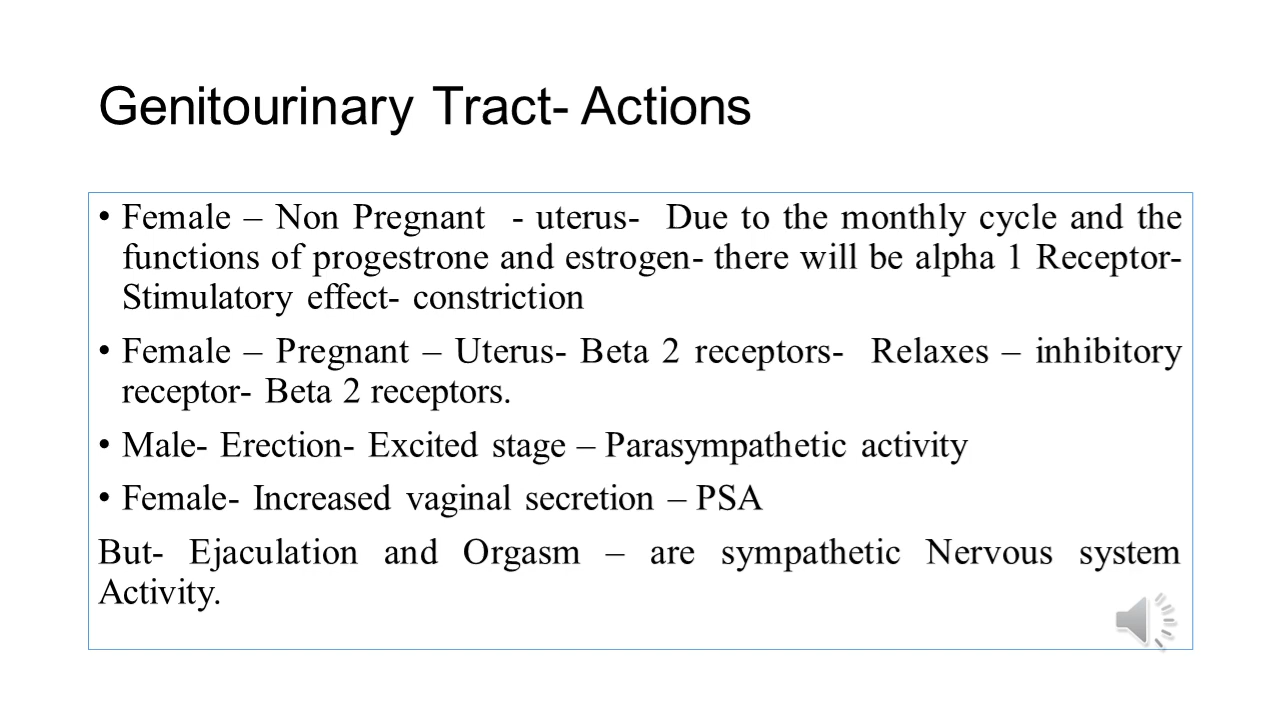 Genitourinary Tract- Actions
• Female – Non Pregnant - uterus- Due to the monthly cycle and the
functions of progestrone and estrogen- there will be alpha 1 Receptor-
Stimulatory effect- constriction
• Female – Pregnant – Uterus- Beta 2 receptors- Relaxes – inhibitory
receptor- Beta 2 receptors.
• Male- Erection- Excited stage – Parasympathetic activity
• Female- Increased vaginal secretion – PSA
But- Ejaculation and Orgasm – are sympathetic Nervous system
Activity.